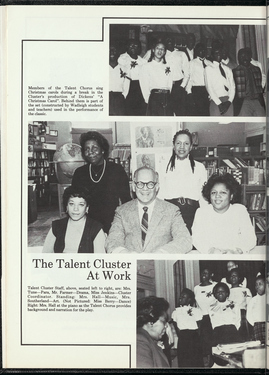 Members of the Talent Chorus sing
Christmas carols during a break in the
Cluster's production of Dickens' "A
Christmas Carol". Behind them is part of
the set (constructed by Wadleigh students
and teachers) used in the performance of
the classic.
The Talent Cluster
At Work
Talent Cluster Staff, above, seated left to right, are: Mrs.
Tune—Fans, Mr. Farmer—Drama, Miss Jenkins—Cluster
Coordinator. Standing: Mrs. Hall—Music, Mrs.
Southerland—Art. (Not Pictured) Miss Berry—Dance)
Right: Mrs. Hall at the piano as the Talent Chorus provides
background and narration for the play.